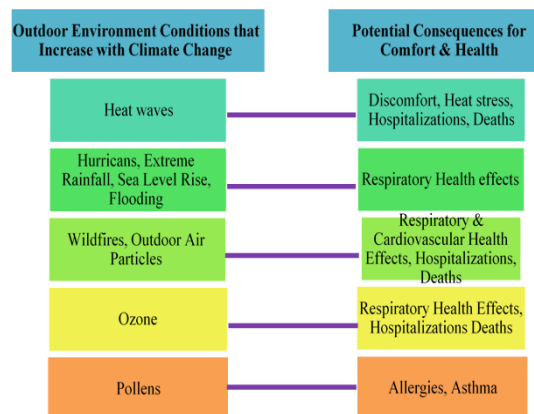 Outdoor Environment Conditions that
Increase with Climate Change
Potential Consequences for
Comfort & Health
Heat waves
Discomfort, Heat stress,
Hospitalizations, Deaths
Hurricans, Extreme
Rainfall, Sea Level Rise,
Flooding
Respiratory Health effects
Wildfires, Outdoor Air
Particles
Respiratory &
Cardiovascular Health
Effects, Hospitalizations,
Deaths
Ozone
Respiratory Health Effects,
Hospitalizations Deaths
Pollens
Allergies, Asthma